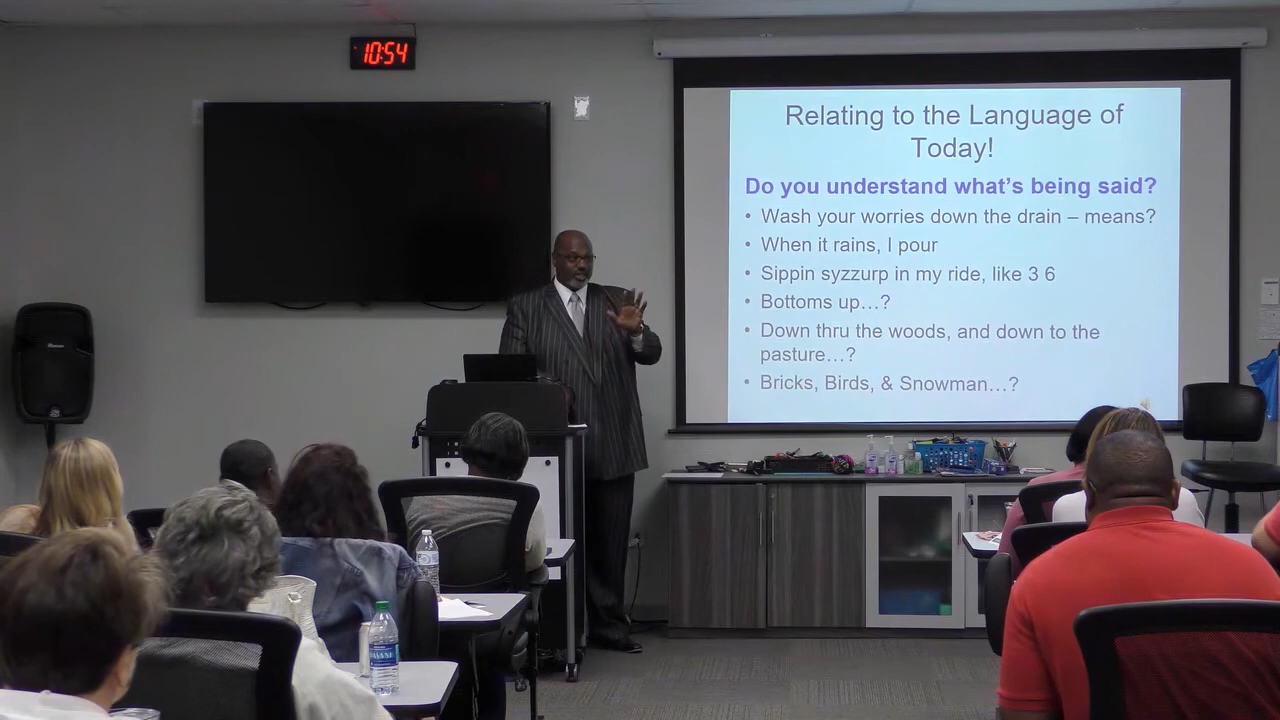 10:54
Relating to the Language of
Today!
Do you understand what's being said?
• Wash your worries down the drain – means?
• When it rains, I pour
• Sippin syzzurp in my ride, like 3 6
• Bottoms up…?
• Down thru the woods, and down to the
pasture…?
• Bricks, Birds, & Snowman…?